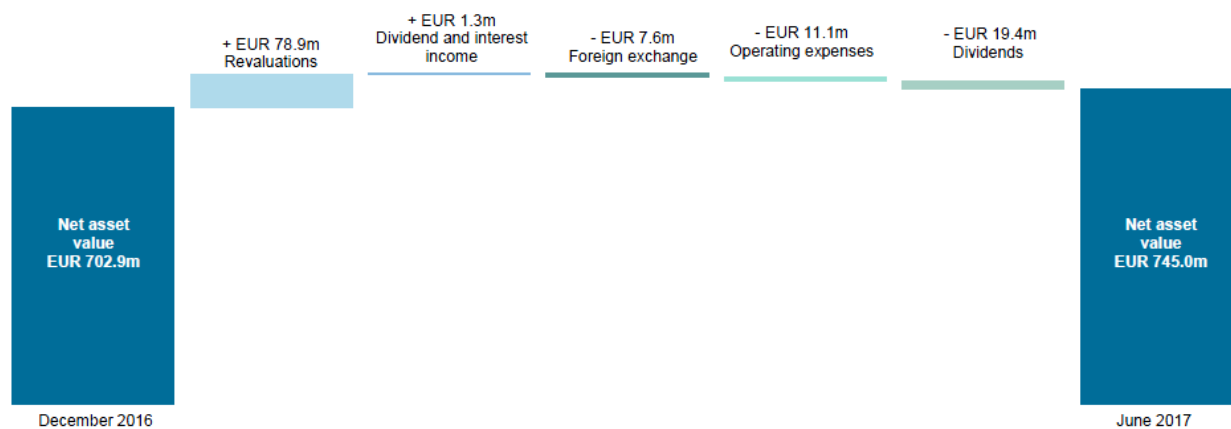 + EUR 78.9m
Revaluations
+ EUR 1.3m
Dividend and interest
income
- EUR 7.6m
Foreign exchange
- EUR 11.1m
Operating expenses
- EUR 19.4m
Dividends
Net asset
value
EUR 702.9m
Net asset
value
EUR 745.0m
December 2016
June 2017